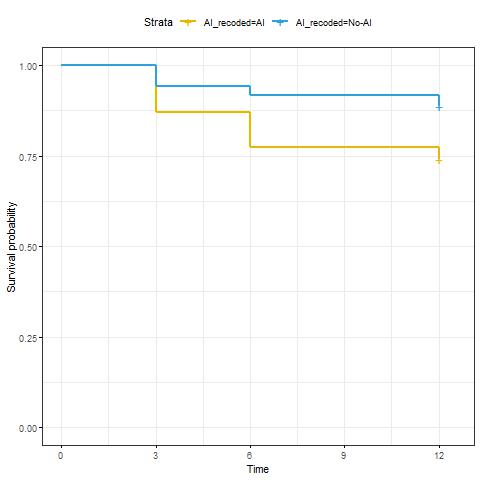 Strata AI_recoded=AI AI_recoded=No-AI
1.00
0.75
0.50
0.25
0.00
Survival probability
0 3 6 9 12
Time